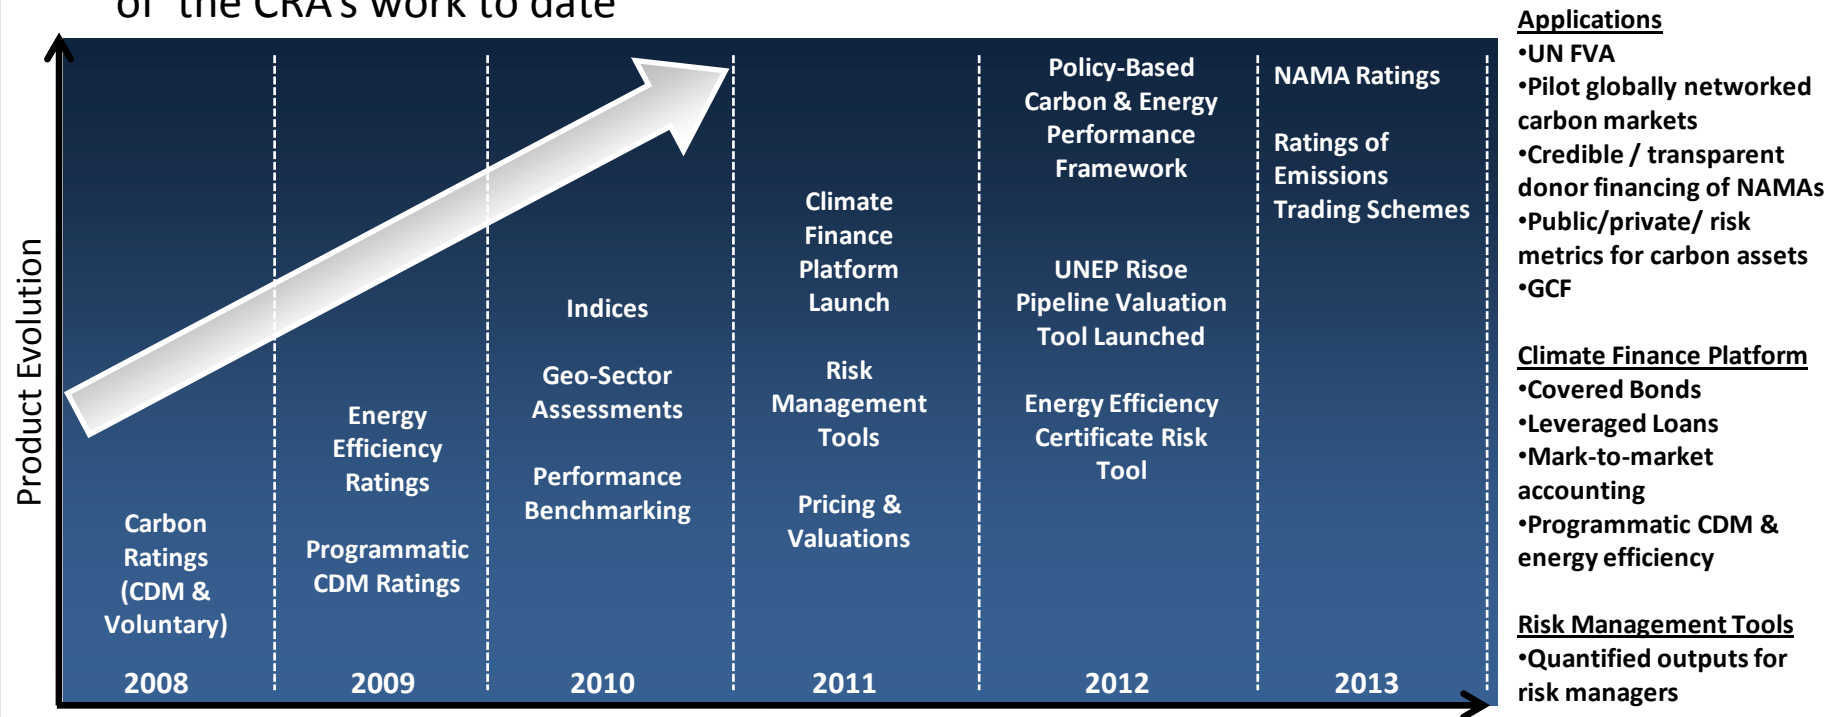 of the CRA's work to date
Product Evolution
Carbon
Ratings
(CDM &
Voluntary)
2008
Energy
Efficiency
Ratings
Programmatic
CDM Ratings
2009
Indices
Geo-Sector
Assessments
Performance
Benchmarking
2010
Climate
Finance
Platform
Launch
Risk
Management
Tools
Pricing &
Valuations
2011
Policy-Based
Carbon & Energy
Performance
Framework
UNEP Risoe
Pipeline Valuation
Tool Launched
Energy Efficiency
Certificate Risk
Tool
2012
NAMA Ratings
Ratings of
Emissions
Trading Schemes
2013
Applications
•UN FVA
•Pilot globally networked
carbon markets
•Credible / transparent
donor financing of NAMAs
•Public/private/ risk
metrics for carbon assets
•GCF
Climate Finance Platform
•Covered Bonds
•Leveraged Loans
•Mark-to-market
accounting
•Programmatic CDM &
energy efficiency
Risk Management Tools
•Quantified outputs for
risk managers